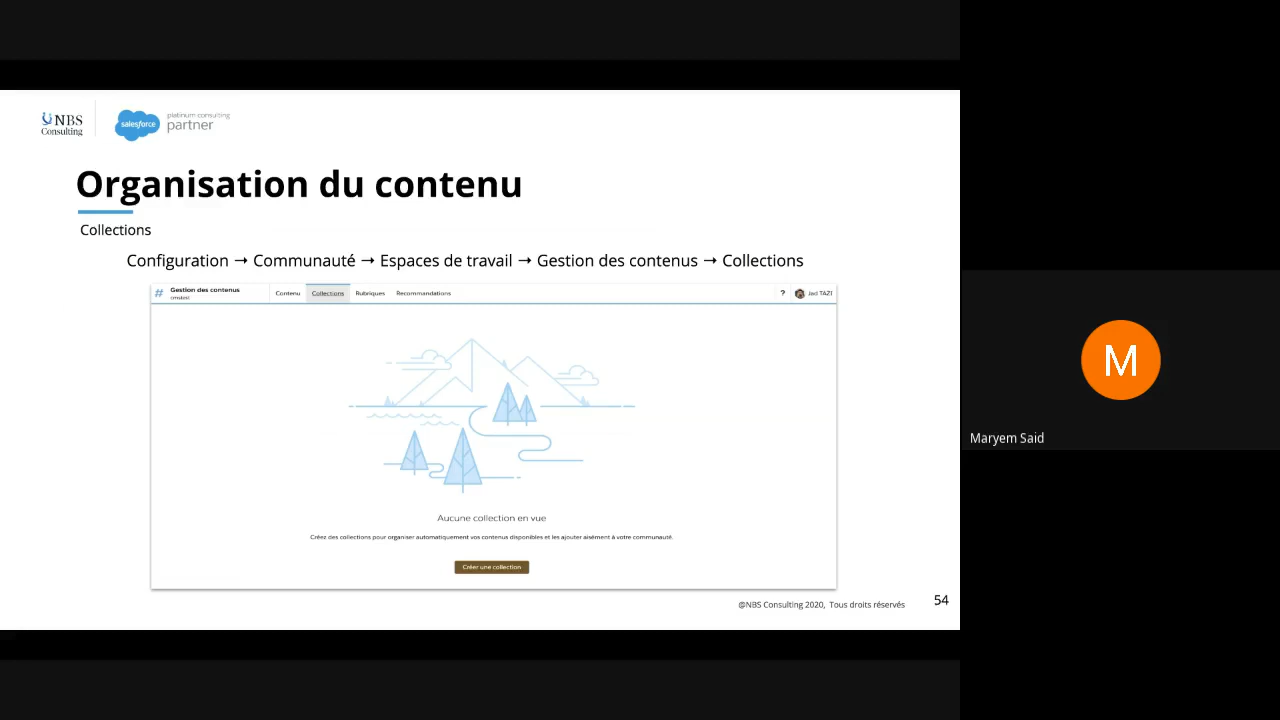 NBS
Consulting
salesforce
platinum consulting
partner
Organisation du contenu
Collections
Configuration → Communauté → Espaces de travail → Gestion des contenus → Collections
# Gestion des contenus Contenu Collections Rubriques Recommandations ? Jad TAZI
cmstest
Aucune collection en vue
Créez des collections pour organiser automatiquement vos contenus disponibles et les ajouter aisément à votre communauté.
Créer une collection
@NBS Consulting 2020, Tous droits réservés
54
M
Maryem Said